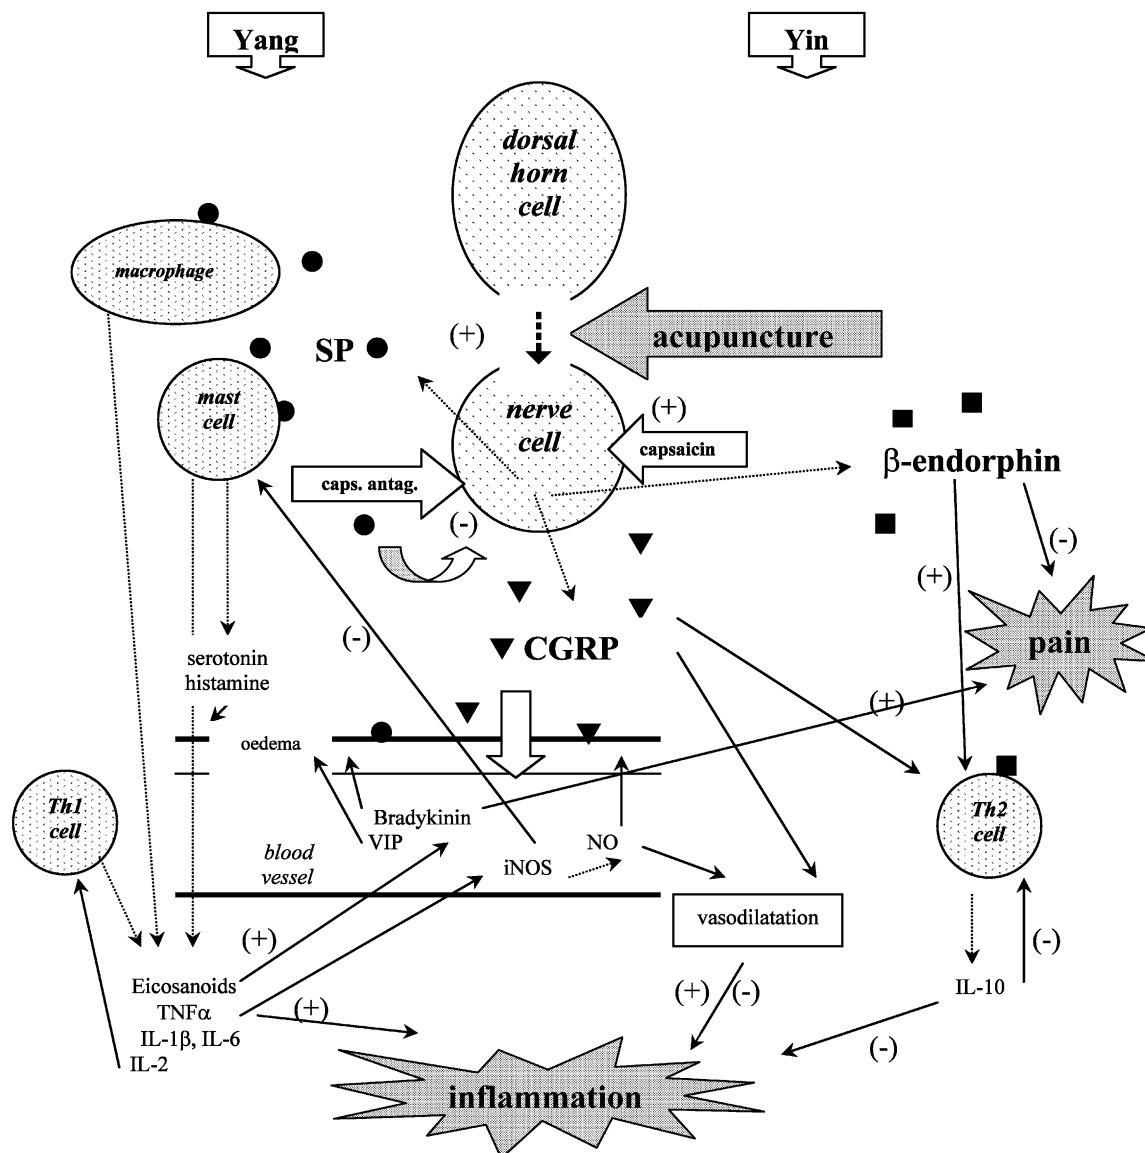 Yang
Yin
dorsal
horn
cell
macrophage
(+)
acupuncture
SP
mast
cell
nerve
cell
(+)
capsaicin
β-endorphin
caps. antag.
(-)
(-)
(+)
pain
(-)
CGRP
serotonin
histamine
(+)
oedema
Th1
cell
Bradykinin
VIP
NO
iNOS
blood
vessel
Th2
cell
vasodilatation
(+)
(-)
Eicosanoids
TNFα
IL-1β, IL-6
IL-2
(+)
(+)
(-)
IL-10
(-)
inflammation